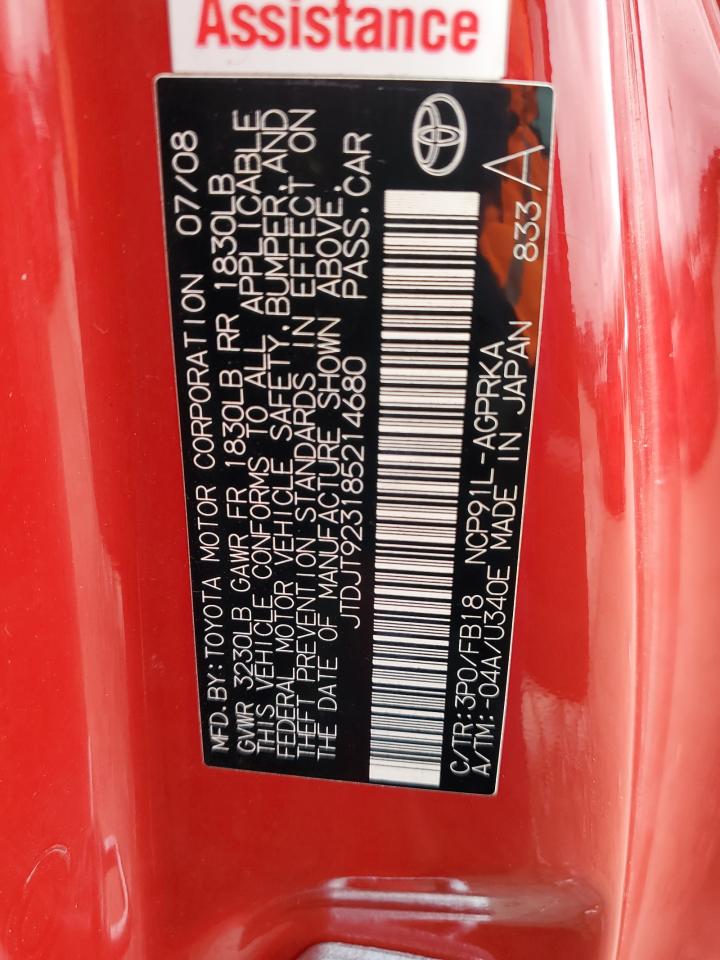 Assistance
MFD. BY: TOYOTA MOTOR CORPORATION 07/08
GVWR 3230LB GAWR FR 1830LB RR 1830LB
THIS VEHICLE CONFORMS TO ALL APPLICABLE
FEDERAL MOTOR VEHICLE SAFETY, BUMPER, AND
THEFT PREVENTION STANDARDS IN EFFECT ON
THE DATE OF MANUFACTURE SHOWN ABOVE.
JTDJT923185214680 PASS. CAR
C/TR: 3P0/FB18 NCP91L-AGPRKA 833 A
A/TM: -04A/U340E MADE IN JAPAN